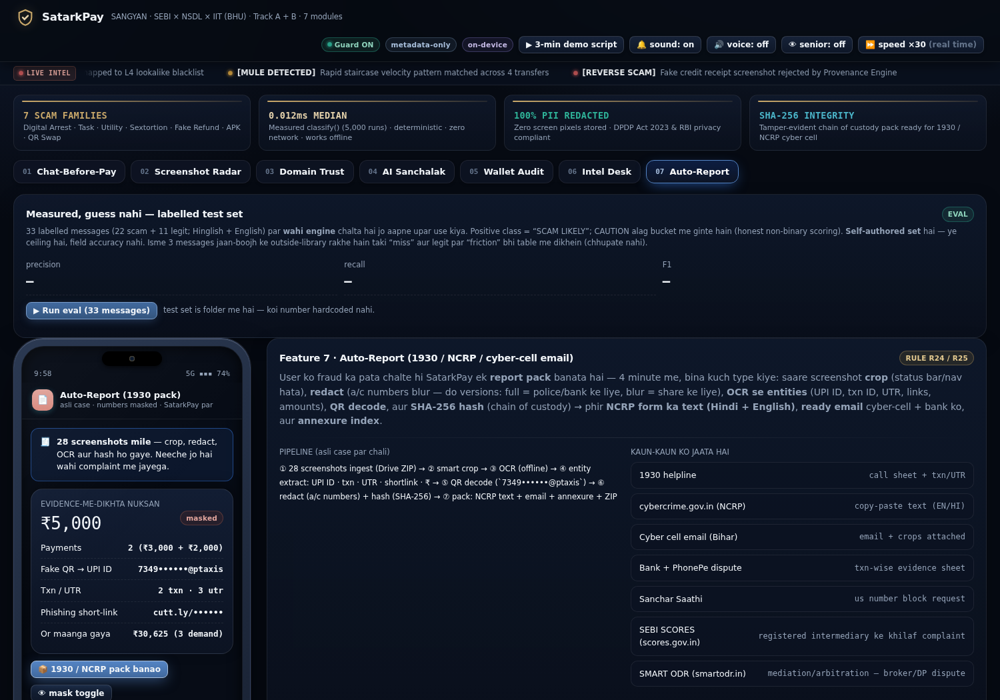 SatarkPay SANGYAN · SEBI × NSDL × IIT (BHU) · Track A + B · 7 modules
Guard ON metadata-only on-device ▶ 3-min demo script 🔔 sound: on 🔊 voice: off 👁 senior: off ⏩ speed ×30 (real time)
LIVE INTEL mapped to L4 lookalike blacklist [MULE DETECTED] Rapid staircase velocity pattern matched across 4 transfers [REVERSE SCAM] Fake credit receipt screenshot rejected by Provenance Engine
7 SCAM FAMILIES
Digital Arrest · Task · Utility · Sextortion · Fake Refund · APK
· QR Swap
0.012ms MEDIAN
Measured classify() (5,000 runs) · deterministic · zero
network · works offline
100% PII REDACTED
Zero screen pixels stored · DPDP Act 2023 & RBI privacy
compliant
SHA-256 INTEGRITY
Tamper-evident chain of custody pack ready for 1930 /
NCRP cyber cell
01 Chat-Before-Pay 02 Screenshot Radar 03 Domain Trust 04 AI Sanchalak 05 Wallet Audit 06 Intel Desk 07 Auto-Report
Measured, guess nahi — labelled test set EVAL
33 labelled messages (22 scam + 11 legit; Hinglish + English) par wahi engine chalta hai jo aapne upar use kiya. Positive class = “SCAM LIKELY”; CAUTION alag bucket me ginte hain (honest non-binary scoring). Self-authored set hai — ye
ceiling hai, field accuracy nahi. Isme 3 messages jaan-boojh ke outside-library rakhe hain taki “miss” aur legit par “friction” bhi table me dikhein (chhupate nahi).
precision recall F1
— — —
▶ Run eval (33 messages) test set is folder me hai — koi number hardcoded nahi.
9:58 5G ▪▪▪ 74%
📄 Auto-Report (1930 pack)
asli case · numbers masked · SatarkPay par
🧾 28 screenshots mile — crop, redact,
OCR aur hash ho gaye. Neeche jo hai
wahi complaint me jayega.
EVIDENCE-ME-DIKHTA NUKSAN
₹5,000 masked
Payments 2 (₹3,000 + ₹2,000)
Fake QR → UPI ID 7349••••••@ptaxis
Txn / UTR 2 txn · 3 utr
Phishing short-link cutt.ly/••••••
Or maanga gaya ₹30,625 (3 demand)
📦 1930 / NCRP pack banao
👁 mask toggle
Feature 7 · Auto-Report (1930 / NCRP / cyber-cell email) RULE R24 / R25
User ko fraud ka pata chalte hi SatarkPay ek report pack banata hai — 4 minute me, bina kuch type kiye: saare screenshot crop (status bar/nav
hata), redact (a/c numbers blur — do versions: full = police/bank ke liye, blur = share ke liye), OCR se entities (UPI ID, txn ID, UTR, links,
amounts), QR decode, aur SHA-256 hash (chain of custody) → phir NCRP form ka text (Hindi + English), ready email cyber-cell + bank ko,
aur annexure index.
PIPELINE (asli case par chali)
① 28 screenshots ingest (Drive ZIP) → ② smart crop → ③ OCR (offline) → ④ entity
extract: UPI ID · txn · UTR · shortlink · ₹ → ⑤ QR decode (`7349••••••@ptaxis`) → ⑥
redact (a/c numbers) + hash (SHA-256) → ⑦ pack: NCRP text + email + annexure + ZIP
KAUN-KAUN KO JAATA HAI
1930 helpline call sheet + txn/UTR
cybercrime.gov.in (NCRP) copy-paste text (EN/HI)
Cyber cell email (Bihar) email + crops attached
Bank + PhonePe dispute txn-wise evidence sheet
Sanchar Saathi us number block request
SEBI SCORES
(scores.gov.in) registered intermediary ke khilaf complaint
SMART ODR (smartodr.in) mediation/arbitration — broker/DP dispute